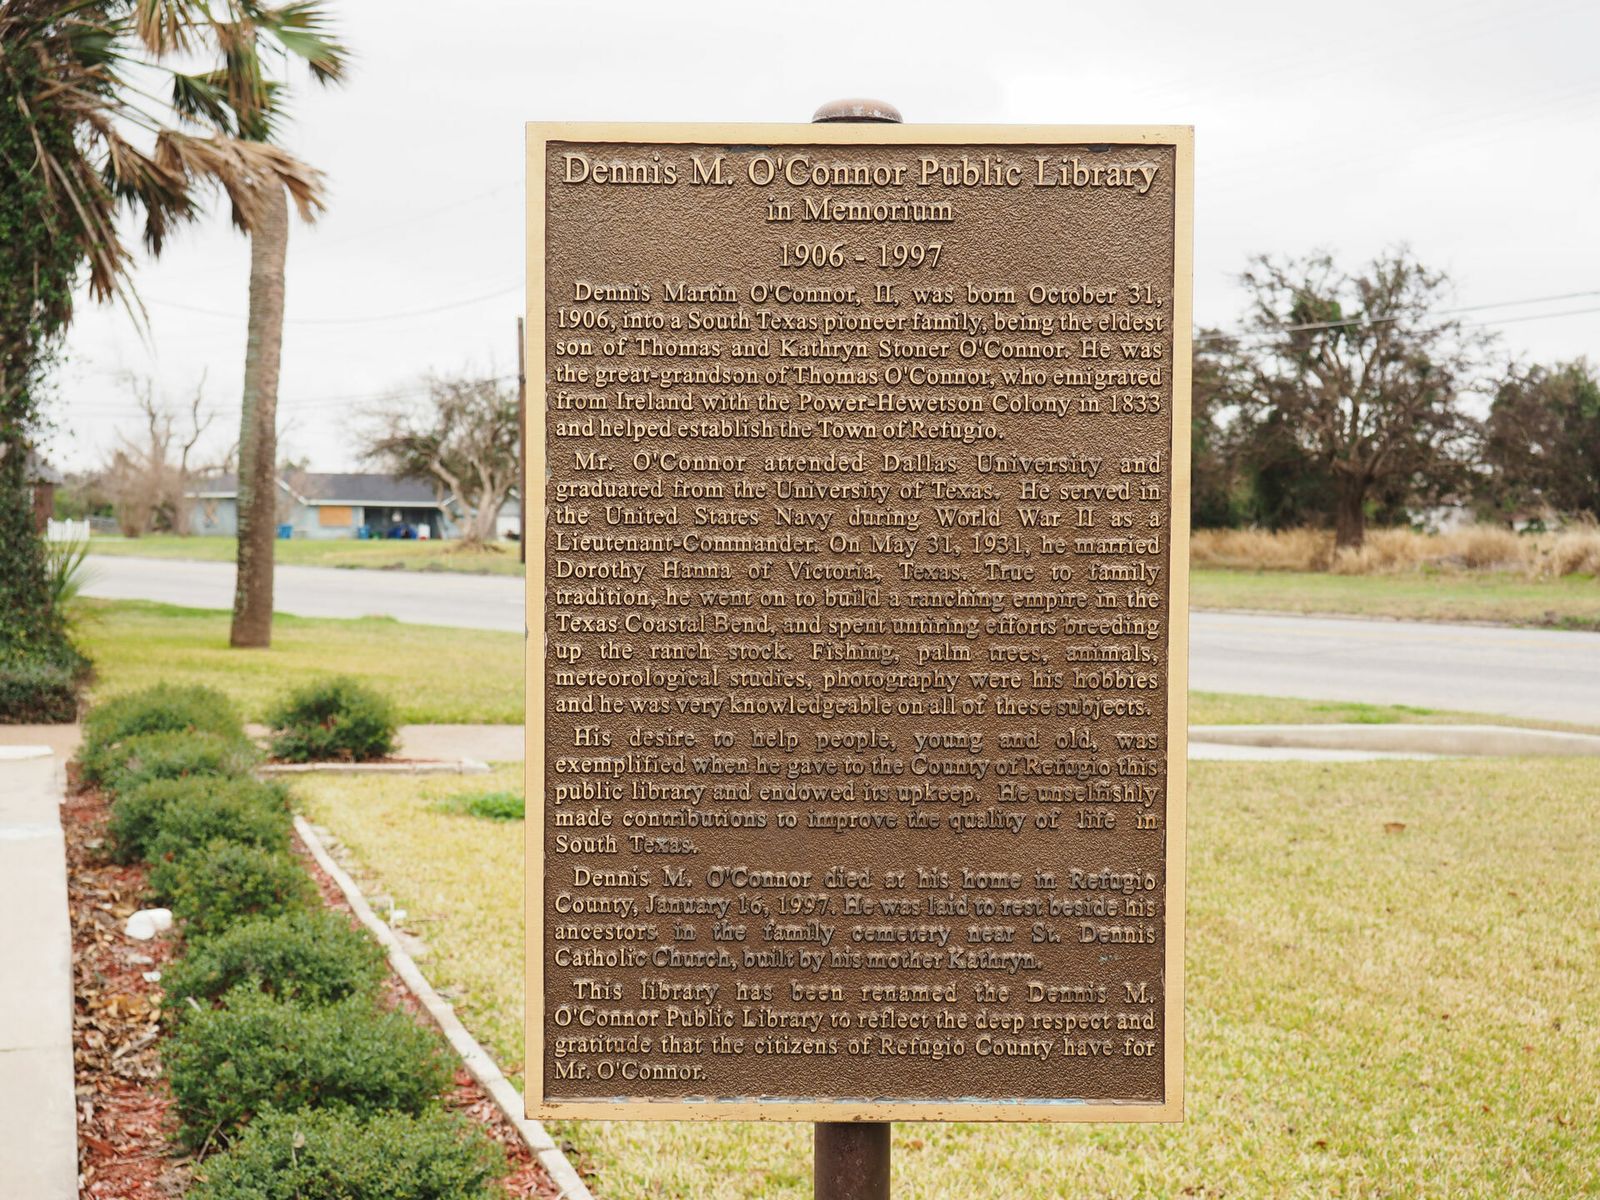 Dennis M. O'Connor Public Library
in Memorium
1906 - 1997
Dennis Martin O'Connor, II, was born October 31,
1906, into a South Texas pioneer family, being the eldest
son of Thomas and Kathryn Stoner O'Connor. He was
the great-grandson of Thomas O'Connor, who emigrated
from Ireland with the Power-Hewetson Colony in 1833
and helped establish the Town of Refugio.
Mr. O'Connor attended Dallas University and
graduated from the University of Texas. He served in
the United States Navy during World War II as a
Lieutenant-Commander. On May 31, 1931, he married
Dorothy Hanna of Victoria, Texas. True to family
tradition, he went on to build a ranching empire in the
Texas Coastal Bend, and spent untiring efforts breeding
up the ranch stock. Fishing, palm trees, animals,
meteorological studies, photography were his hobbies
and he was very knowledgeable on all of these subjects.
His desire to help people, young and old, was
exemplified when he gave to the County of Refugio this
public library and endowed its upkeep. He unselfishly
made contributions to improve the quality of life in
South Texas.
Dennis M. O'Connor died at his home in Refugio
County, January 16, 1997. He was laid to rest beside his
ancestors in the family cemetery near St. Dennis
Catholic Church, built by his mother Kathryn.
This library has been renamed the Dennis M.
O'Connor Public Library to reflect the deep respect and
gratitude that the citizens of Refugio County have for
Mr. O'Connor.